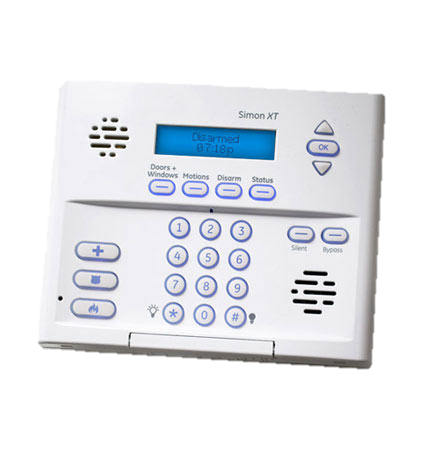 Simon XT
Disarmed
07:18p
OK
Doors +
Windows Motions Disarm Status
1 2 3
4 5 6
7 8 9
* 0 #
Silent Bypass